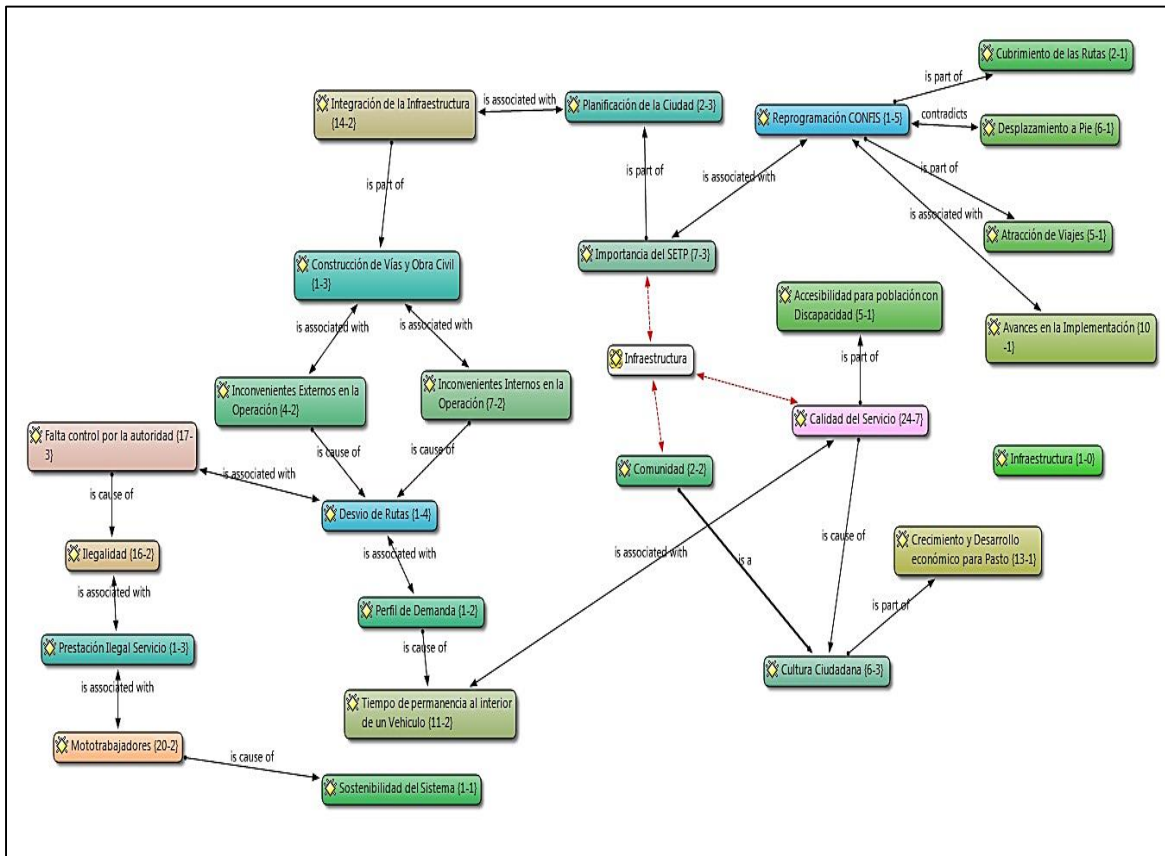 Cubrimiento de las Rutas {2-1}
is part of
Integración de la Infraestructura
{14-2}
is associated with
Planificación de la Ciudad {2-3}
Reprogramación CONFIS {1-5}
contradicts
Desplazamiento a Pie {6-1}
is part of
is part of
is associated with
is part of
is associated with
Atracción de Viajes {5-1}
Construcción de Vías y Obra Civil
{1-3}
Importancia del SETP {7-3}
Accesibilidad para población con
Discapacidad {5-1}
Avances en la Implementación {10
-1}
is associated with
is associated with
Infraestructura
is part of
Inconvenientes Externos en la
Operación {4-2}
Inconvenientes Internos en la
Operación {7-2}
Calidad del Servicio {24-7}
Falta control por la autoridad {17-
3}
is cause of
is cause of
Comunidad {2-2}
Infraestructura {1-0}
is associated with
is cause of
Desvio de Rutas {1-4}
Ilegalidad {16-2}
is associated with
is associated with
is cause of
Crecimiento y Desarrollo
económico para Pasto {13-1}
is a
is associated with
Perfil de Demanda {1-2}
is part of
Prestación Ilegal Servicio {1-3}
is cause of
Cultura Ciudadana {6-3}
is associated with
Tiempo de permanencia al interior
de un Vehiculo {11-2}
Mototrabajadores {20-2}
is cause of
Sostenibilidad del Sistema {1-1}